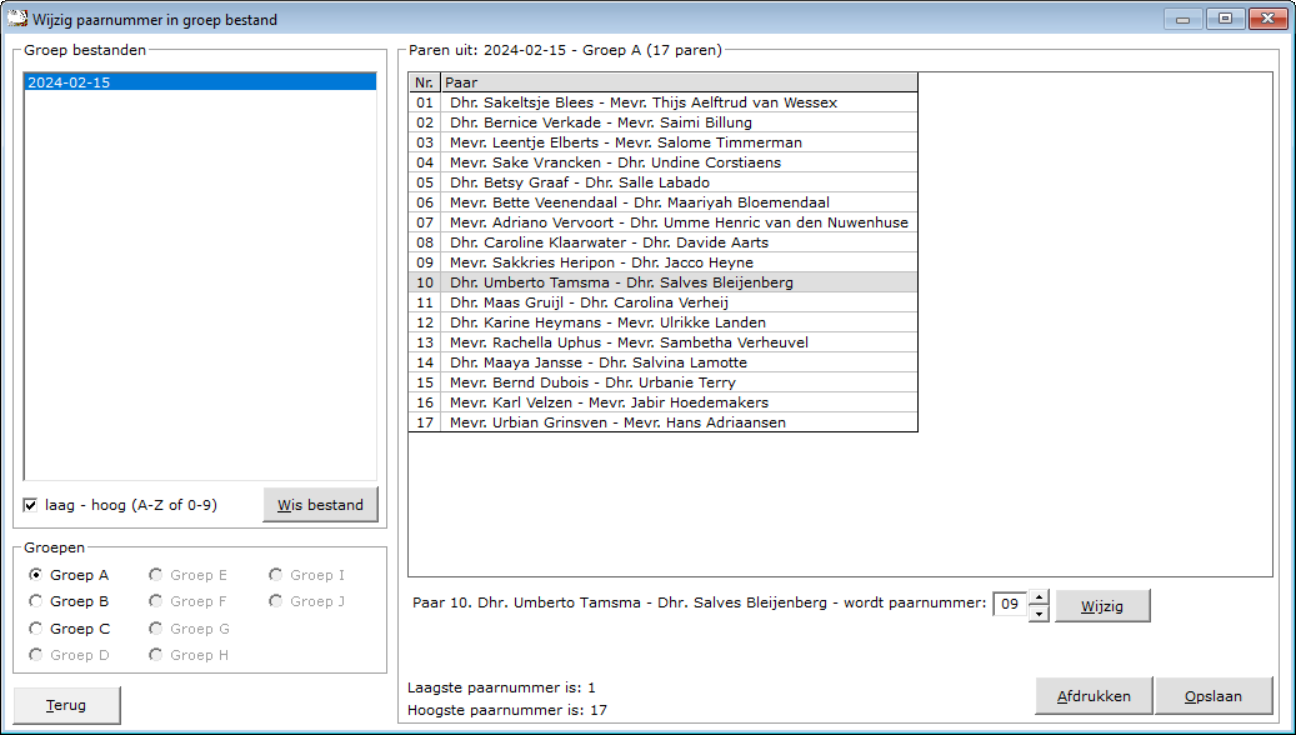 Wijzig paarnummer in groep bestand
Groep bestanden
2024-02-15
laag - hoog (A-Z of 0-9)
Wis bestand
Groepen
Groep A
Groep E
Groep I
Groep B
Groep F
Groep J
Groep C
Groep G
Groep D
Groep H
Terug
Paren uit: 2024-02-15 - Groep A (17 paren)
Nr. Paar
01 Dhr. Sakeltsje Blees - Mevr. Thijs Aelftrud van Wessex
02 Dhr. Bernice Verkade - Mevr. Saimi Billung
03 Mevr. Leentje Elberts - Mevr. Salome Timmerman
04 Mevr. Sake Vrancken - Dhr. Undine Corstiaens
05 Dhr. Betsy Graaf - Dhr. Salle Labado
06 Mevr. Bette Veenendaal - Dhr. Maariyah Bloemendaal
07 Mevr. Adriano Vervoort - Dhr. Umme Henric van den Nuwenhuse
08 Dhr. Caroline Klaarwater - Dhr. Davide Aarts
09 Mevr. Sakkries Heripon - Dhr. Jacco Heyne
10 Dhr. Umberto Tamsma - Dhr. Salves Bleijenberg
11 Dhr. Maas Gruijl - Dhr. Carolina Verheij
12 Dhr. Karine Heymans - Mevr. Ulrikke Landen
13 Mevr. Rachella Uphus - Mevr. Sambetha Verheuvel
14 Dhr. Maaya Jansse - Dhr. Salvina Lamotte
15 Mevr. Bernd Dubois - Dhr. Urbanie Terry
16 Mevr. Karl Velzen - Mevr. Jabir Hoedemakers
17 Mevr. Urbian Grinsven - Mevr. Hans Adriaansen
Paar 10. Dhr. Umberto Tamsma - Dhr. Salves Bleijenberg - wordt paarnummer: 09
Wijzig
Laagste paarnummer is: 1
Hoogste paarnummer is: 17
Afdrukken
Opslaan